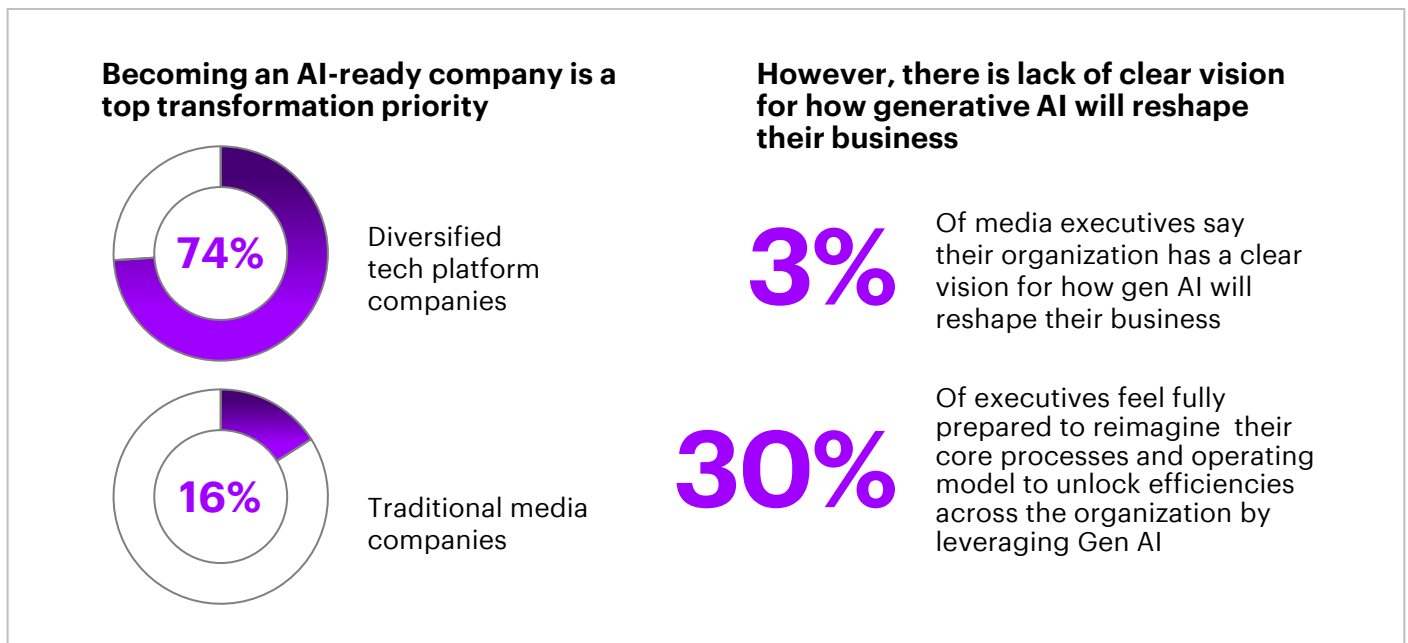 Becoming an AI-ready company is a
top transformation priority
74%
Diversified
tech platform
companies
16%
Traditional media
companies
However, there is lack of clear vision
for how generative AI will reshape
their business
3%
Of media executives say
their organization has a clear
vision for how gen AI will
reshape their business
30%
Of executives feel fully
prepared to reimagine  their
core processes and operating
model to unlock efficiencies
across the organization by
leveraging Gen AI